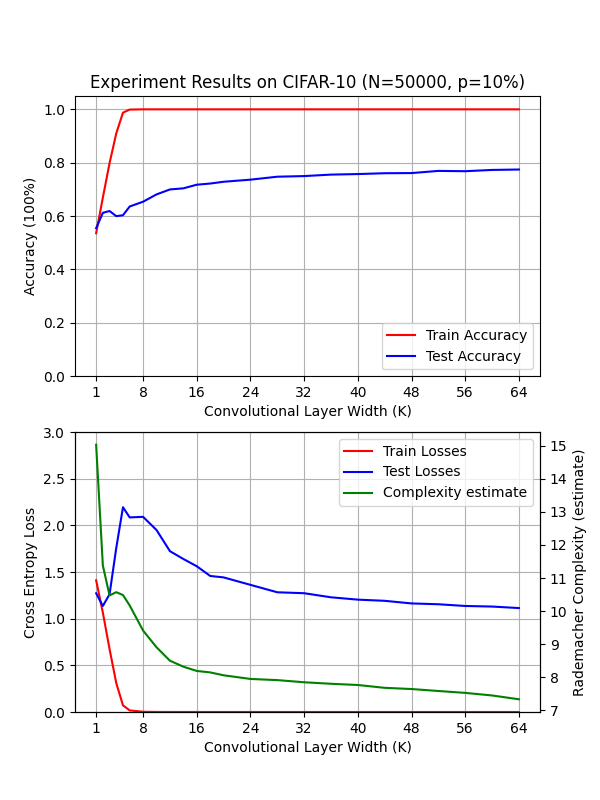 Experiment Results on CIFAR-10 (N=50000, p=10%)
1.0
0.8
0.6
0.4
0.2
0.0
Accuracy (100%)
Train Accuracy
Test Accuracy
1 8 16 24 32 40 48 56 64
Convolutional Layer Width (K)
3.0
2.5
2.0
1.5
1.0
0.5
0.0
Cross Entropy Loss
Train Losses
Test Losses
Complexity estimate
15
14
13
12
11
10
9
8
7
Rademacher Complexity (estimate)
1 8 16 24 32 40 48 56 64
Convolutional Layer Width (K)